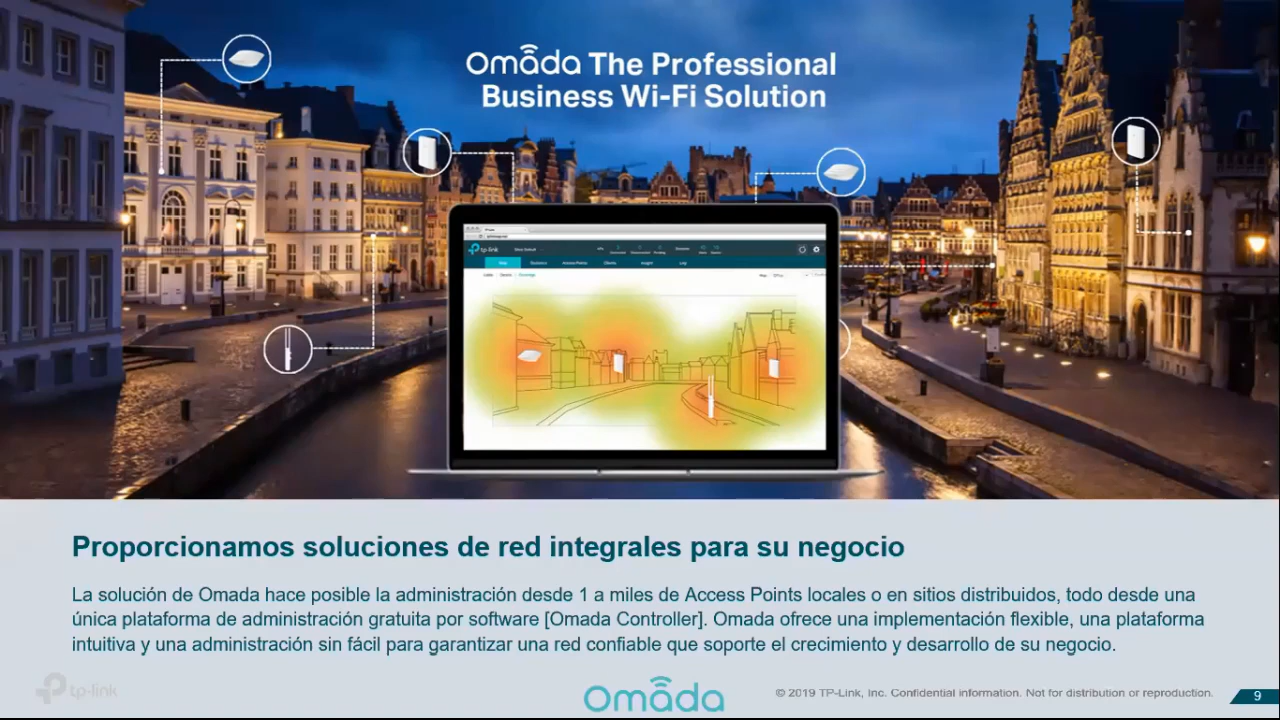 Omada The Professional
Business Wi-Fi Solution
tp-link
Proporcionamos soluciones de red integrales para su negocio
La solución de Omada hace posible la administración desde 1 a miles de Access Points locales o en sitios distribuidos, todo desde una
única plataforma de administración gratuita por software [Omada Controller]. Omada ofrece una implementación flexible, una plataforma
intuitiva y una administración sin fácil para garantizar una red confiable que soporte el crecimiento y desarrollo de su negocio.
tp-link
Omada
© 2019 TP-Link, Inc. Confidential information. Not for distribution or reproduction.
9